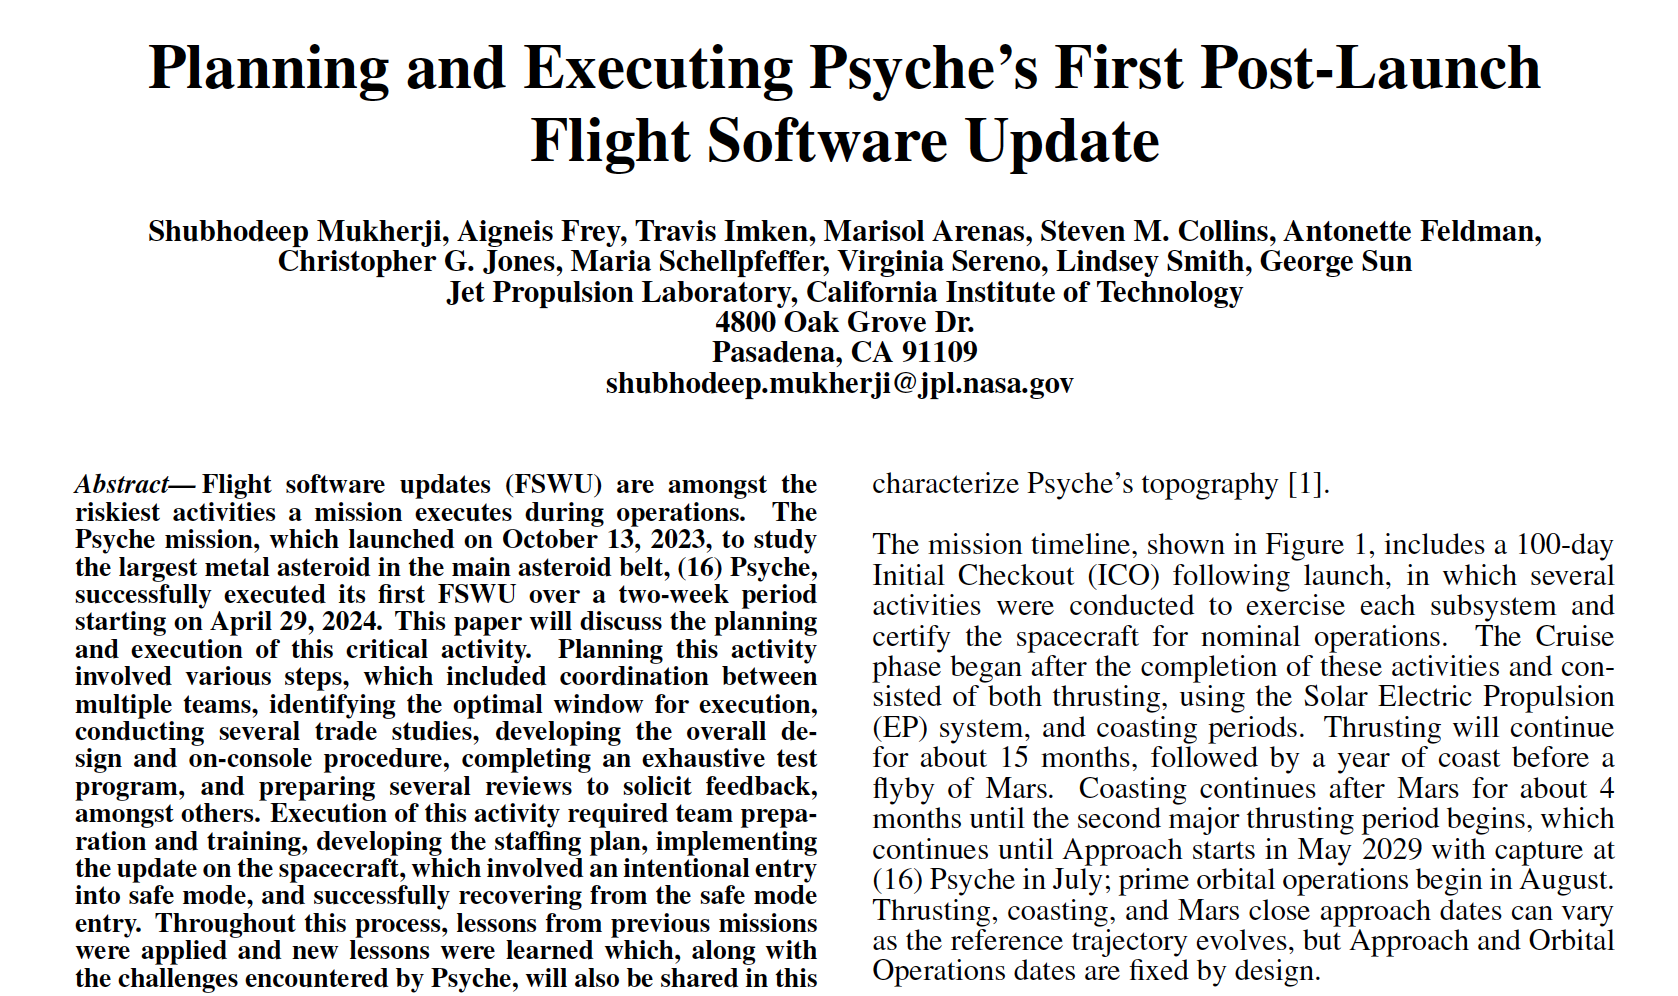 Planning and Executing Psyche’s First Post-Launch
Flight Software Update
Shubhodeep Mukherji, Aigneis Frey, Travis Imken, Marisol Arenas, Steven M. Collins, Antonette Feldman,
Christopher G. Jones, Maria Schellpfeffer, Virginia Sereno, Lindsey Smith, George Sun
Jet Propulsion Laboratory, California Institute of Technology
4800 Oak Grove Dr.
Pasadena, CA 91109
shubhodeep.mukherji@jpl.nasa.gov
Abstract— Flight software updates (FSWU) are amongst the
riskiest activities a mission executes during operations. The
Psyche mission, which launched on October 13, 2023, to study
the largest metal asteroid in the main asteroid belt, (16) Psyche,
successfully executed its first FSWU over a two-week period
starting on April 29, 2024. This paper will discuss the planning
and execution of this critical activity. Planning this activity
involved various steps, which included coordination between
multiple teams, identifying the optimal window for execution,
conducting several trade studies, developing the overall de-
sign and on-console procedure, completing an exhaustive test
program, and preparing several reviews to solicit feedback,
amongst others. Execution of this activity required team prepa-
ration and training, developing the staffing plan, implementing
the update on the spacecraft, which involved an intentional entry
into safe mode, and successfully recovering from the safe mode
entry. Throughout this process, lessons from previous missions
were applied and new lessons were learned which, along with
the challenges encountered by Psyche, will also be shared in this
characterize Psyche’s topography [1].
The mission timeline, shown in Figure 1, includes a 100-day
Initial Checkout (ICO) following launch, in which several
activities were conducted to exercise each subsystem and
certify the spacecraft for nominal operations. The Cruise
phase began after the completion of these activities and con-
sisted of both thrusting, using the Solar Electric Propulsion
(EP) system, and coasting periods. Thrusting will continue
for about 15 months, followed by a year of coast before a
flyby of Mars. Coasting continues after Mars for about 4
months until the second major thrusting period begins, which
continues until Approach starts in May 2029 with capture at
(16) Psyche in July; prime orbital operations begin in August.
Thrusting, coasting, and Mars close approach dates can vary
as the reference trajectory evolves, but Approach and Orbital
Operations dates are fixed by design.